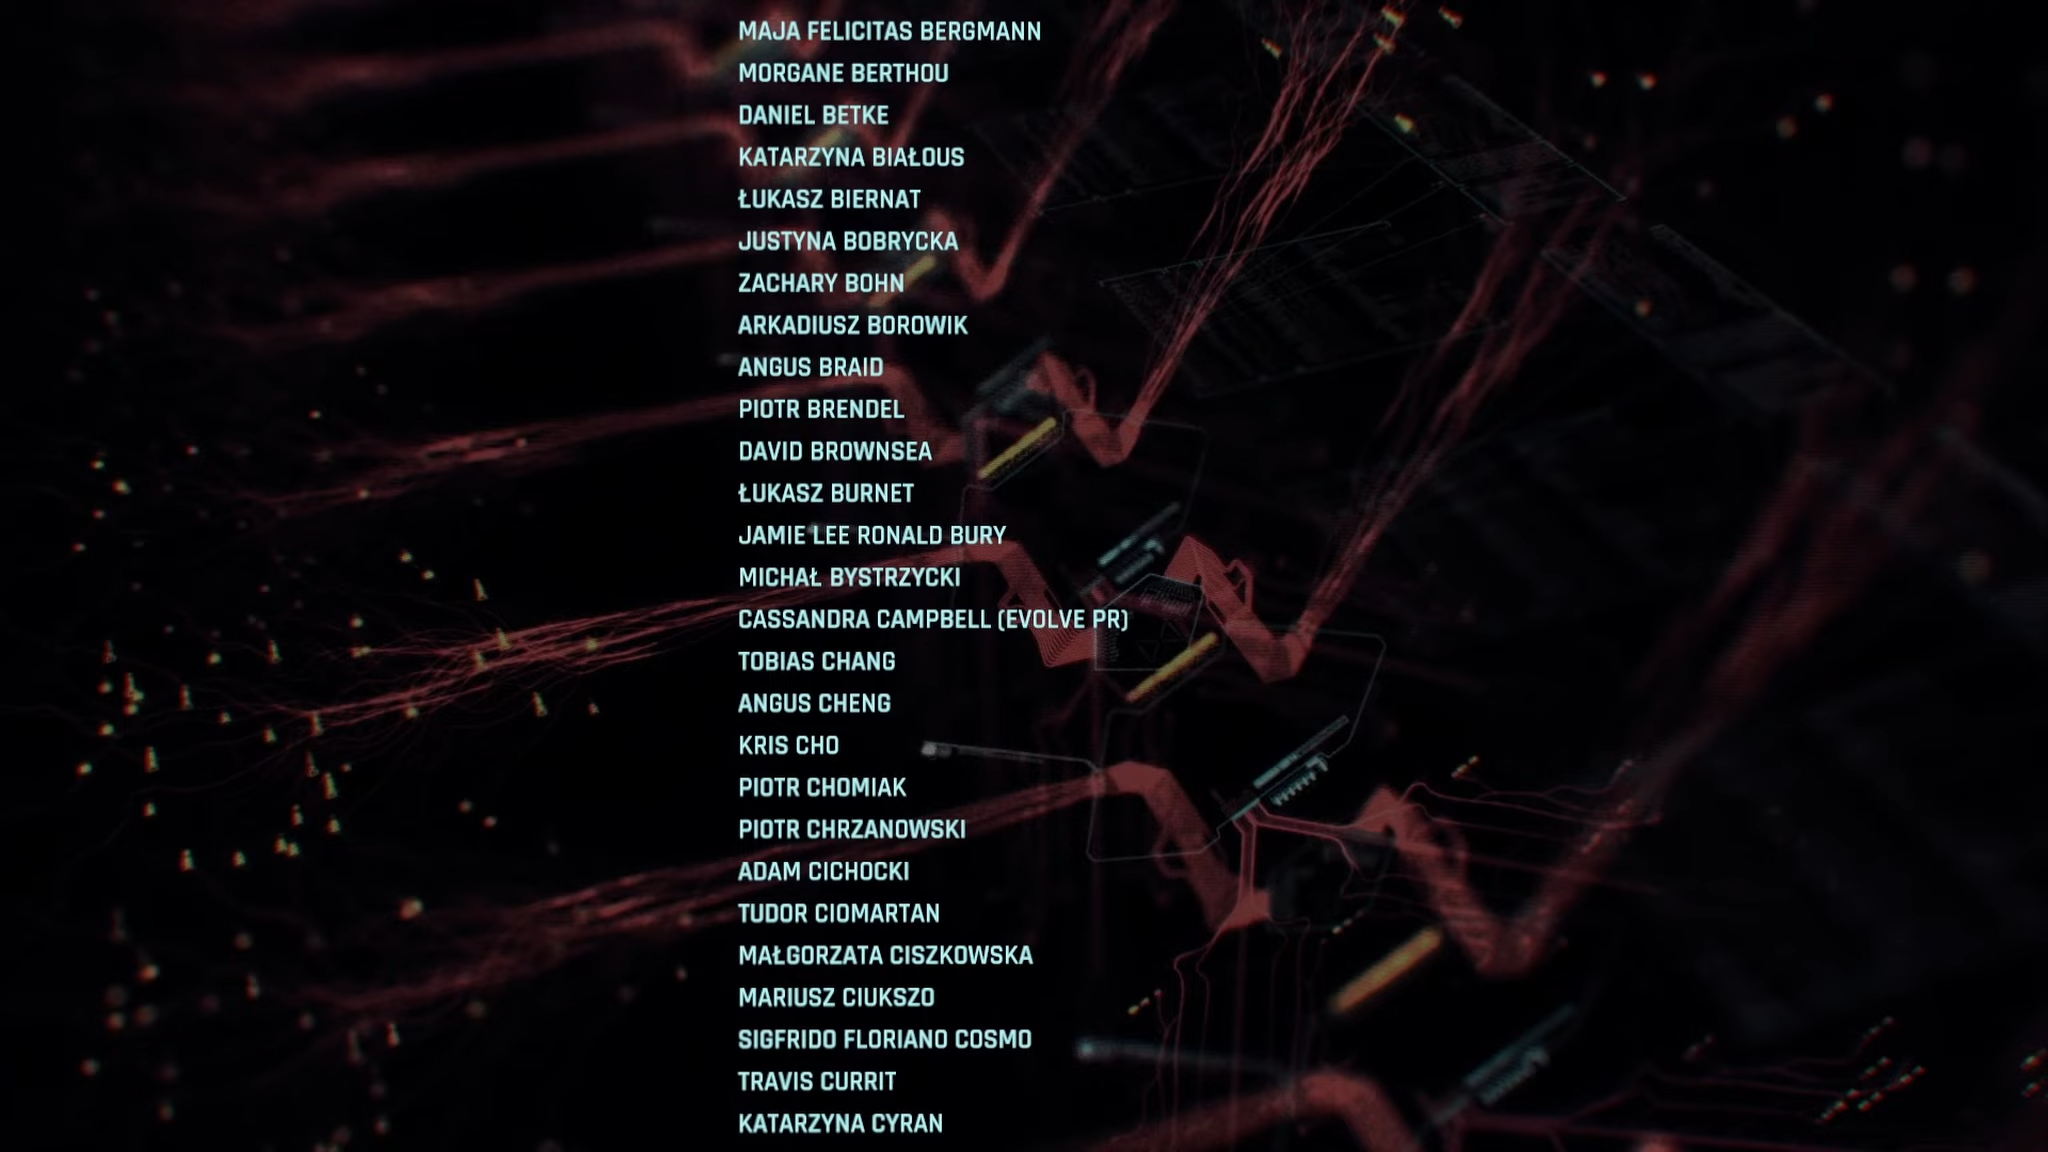 MAJA FELICITAS BERGMANN
MORGANE BERTHOU
DANIEL BETKE
KATARZYNA BIAŁOUS
ŁUKASZ BIERNAT
JUSTYNA BOBRYCKA
ZACHARY BOHN
ARKADIUSZ BOROWIK
ANGUS BRAID
PIOTR BRENDEL
DAVID BROWNSEA
ŁUKASZ BURNET
JAMIE LEE RONALD BURY
MICHAŁ BYSTRZYCKI
CASSANDRA CAMPBELL (EVOLVE PR)
TOBIAS CHANG
ANGUS CHENG
KRIS CHO
PIOTR CHOMIAK
PIOTR CHRZANOWSKI
ADAM CICHOCKI
TUDOR CIOMARTAN
MAŁGORZATA CISZKOWSKA
MARIUSZ CIUKSZO
SIGFRIDO FLORIANO COSMO
TRAVIS CURRIT
KATARZYNA CYRAN